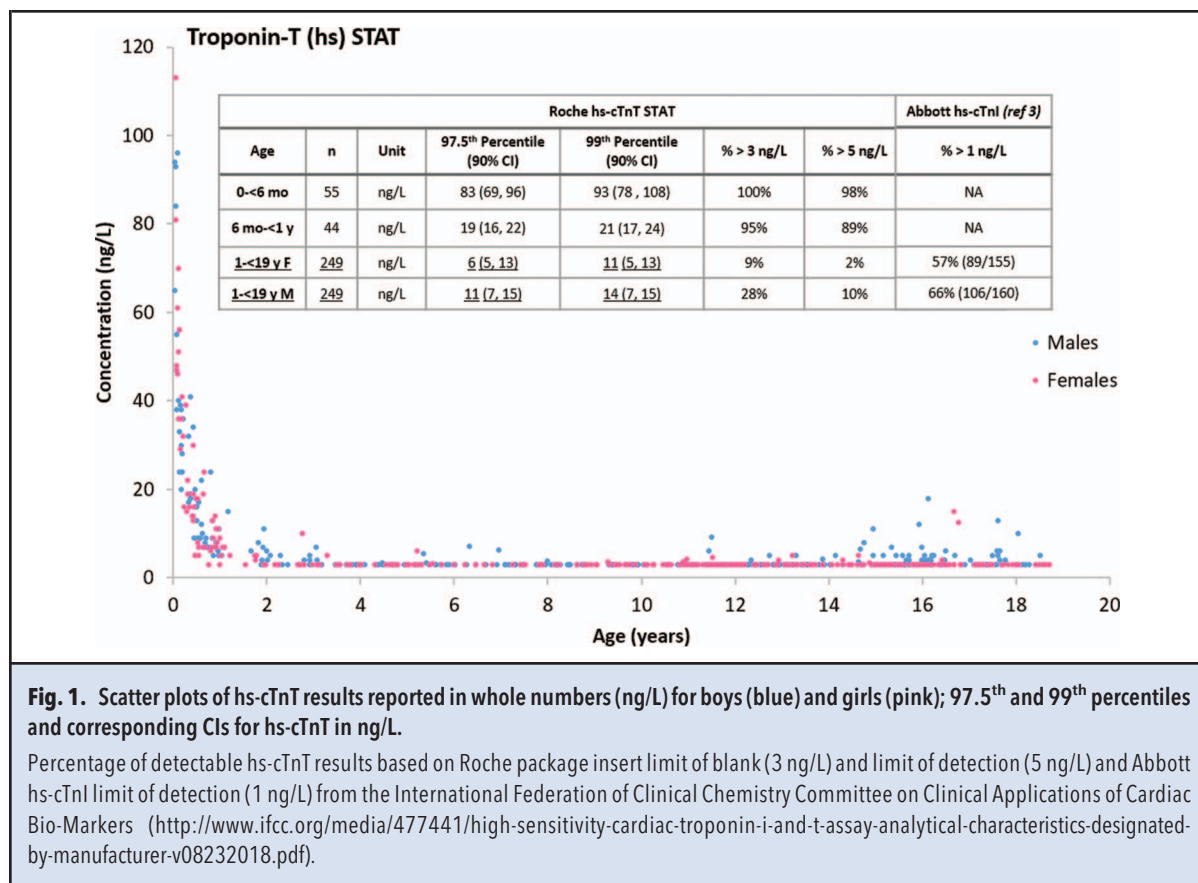 Troponin-T (hs) STAT
120
100
80
60
40
20
0
Concentration (ng/L)
Roche hs-cTnT STAT Abbott hs-cTnI (ref 3)
Age n Unit 97.5th Percentile (90% CI) 99th Percentile (90% CI) % > 3 ng/L % > 5 ng/L % > 1 ng/L
0-<6 mo 55 ng/L 83 (69, 96) 93 (78 , 108) 100% 98% NA
6 mo-<1 y 44 ng/L 19 (16, 22) 21 (17, 24) 95% 89% NA
1-<19 y F 249 ng/L 6 (5, 13) 11 (5, 13) 9% 2% 57% (89/155)
1-<19 y M 249 ng/L 11 (7, 15) 14 (7, 15) 28% 10% 66% (106/160)
Males
Females
0 2 4 6 8 10 12 14 16 18 20
Age (years)
Fig. 1. Scatter plots of hs-cTnT results reported in whole numbers (ng/L) for boys (blue) and girls (pink); 97.5th and 99th percentiles
and corresponding CIs for hs-cTnT in ng/L.
Percentage of detectable hs-cTnT results based on Roche package insert limit of blank (3 ng/L) and limit of detection (5 ng/L) and Abbott
hs-cTnI limit of detection (1 ng/L) from the International Federation of Clinical Chemistry Committee on Clinical Applications of Cardiac
Bio-Markers (http://www.ifcc.org/media/477441/high-sensitivity-cardiac-troponin-i-and-t-assay-analytical-characteristics-designated-
by-manufacturer-v08232018.pdf).